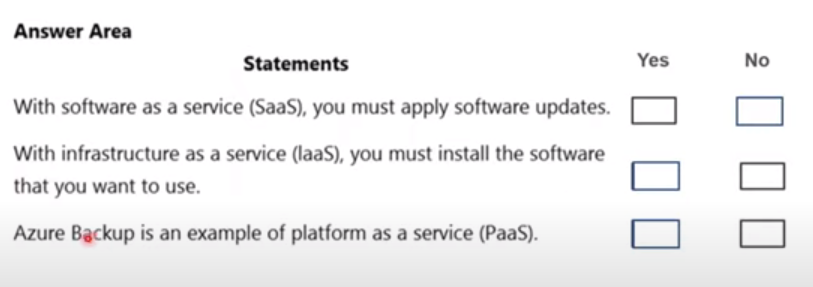 Answer Area
Statements Yes No
With software as a service (SaaS), you must apply software updates.
With infrastructure as a service (IaaS), you must install the software
that you want to use.
Azure Backup is an example of platform as a service (PaaS).